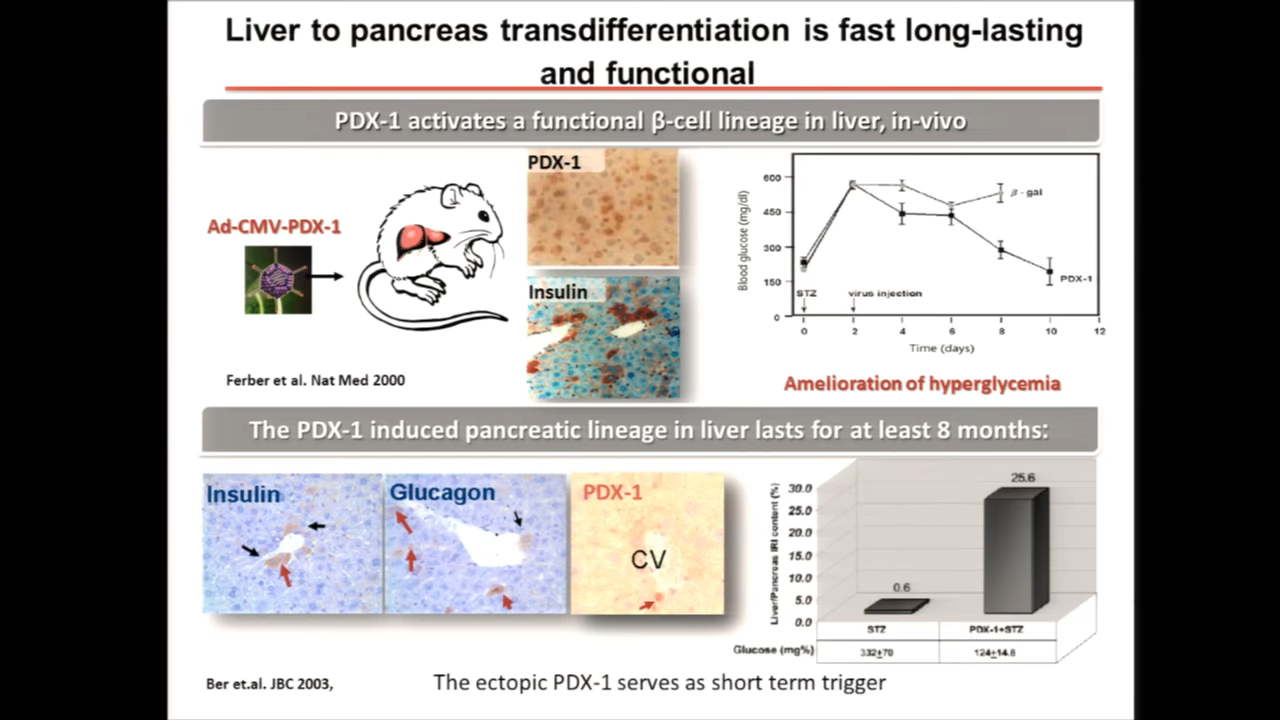 Liver to pancreas transdifferentiation is fast long-lasting
and functional
PDX-1 activates a functional β-cell lineage in liver, in-vivo
Ad-CMV-PDX-1
PDX-1
Insulin
Ferber et al. Nat Med 2000
Blood glucose (mg/dl)
600
450
300
150
0
β - gal
PDX-1
STZ
virus injection
0 2 4 6 8 10 12
Time (days)
Amelioration of hyperglycemia
The PDX-1 induced pancreatic lineage in liver lasts for at least 8 months:
Insulin
Glucagon
PDX-1
CV
Liver/Pancreas IRI content (%)
30.0
25.0
20.0
15.0
10.0
5.0
0.0
0.6
25.6
STZ PDX-1+STZ
Glucose (mg%) 332±70 124±14.8
Ber et.al. JBC 2003,
The ectopic PDX-1 serves as short term trigger